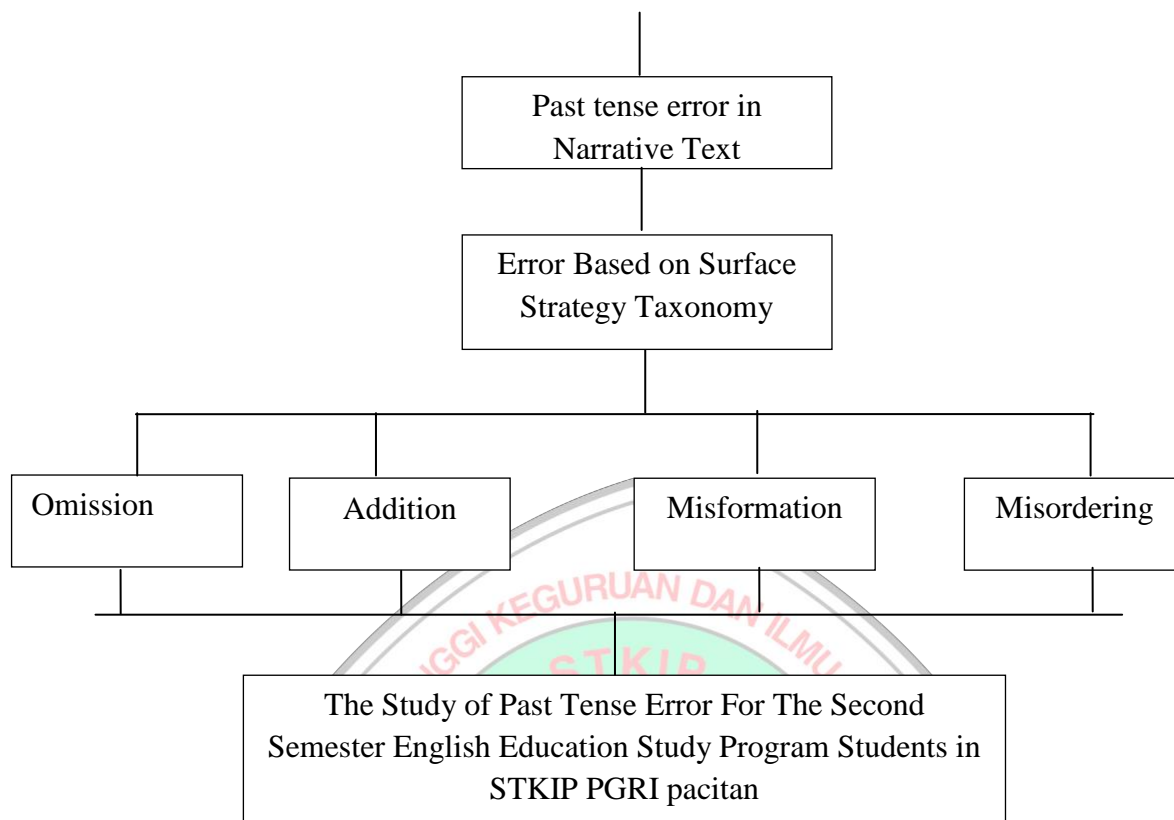 Past tense error in
Narrative Text
Error Based on Surface
Strategy Taxonomy
Omission
Addition
Misformation
Misordering
NGGI KEGURUAN DAN ILMU
STKIP
The Study of Past Tense Error For The Second
Semester English Education Study Program Students in
STKIP PGRI pacitan